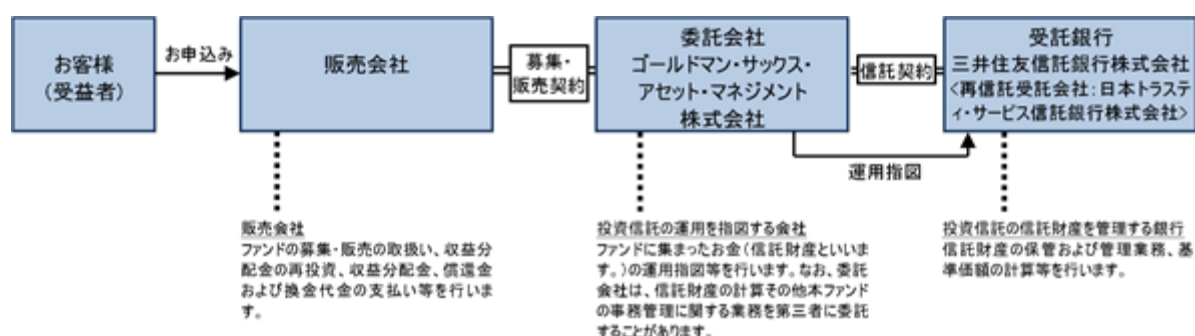 お客様
(受益者)
お申込み
販売会社
募集・
販売契約
委託会社
ゴールドマン・サックス・
アセット・マネジメント
株式会社
信託契約
受託銀行
三井住友信託銀行株式会社
<再信託受託会社:日本トラステ
ィ・サービス信託銀行株式会社>
運用指図
販売会社
ファンドの募集・販売の取扱い、収益分
配金の再投資、収益分配金、償還金
および換金代金の支払い等を行いま
す。
投資信託の運用を指図する会社
ファンドに集まったお金(信託財産といいま
す。)の運用指図等を行います。なお、委託
会社は、信託財産の計算その他本ファンド
の事務管理に関する業務を第三者に委託
することがあります。
投資信託の信託財産を管理する銀行
信託財産の保管および管理業務、基
準価額の計算等を行います。